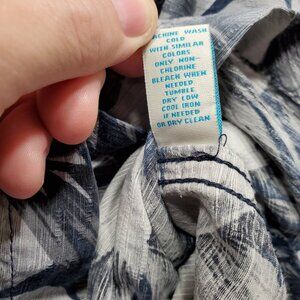 MACHINE WASH
COLD
WITH SIMILAR
COLORS
ONLY NON-
CHLORINE
BLEACH WHEN
NEEDED
TUMBLE
DRY LOW
COOL IRON
IF NEEDED
OR DRY CLEAN